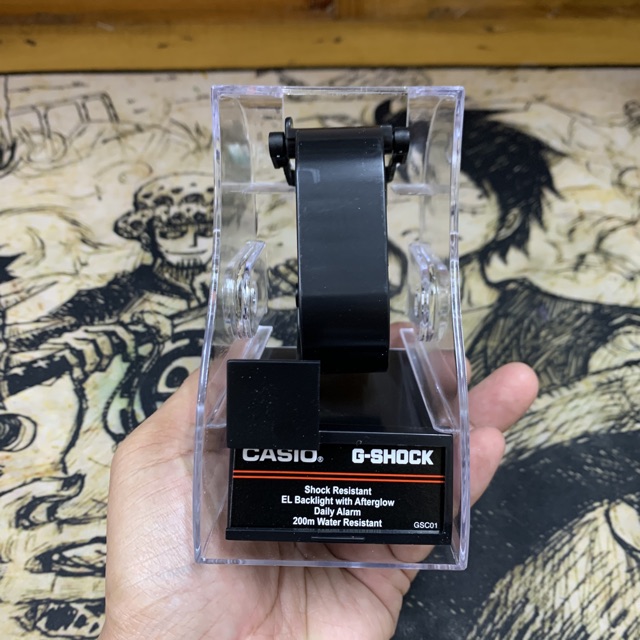 CASIO® G-SHOCK
Shock Resistant
EL Backlight with Afterglow
Daily Alarm
200m Water Resistant
GSC01